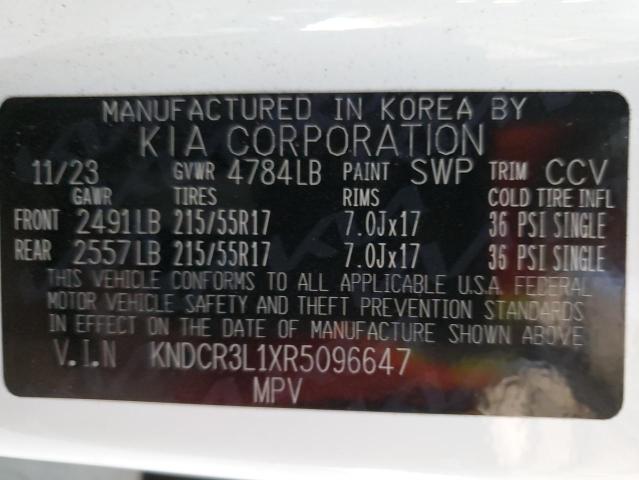 MANUFACTURED IN KOREA BY
KIA CORPORATION
11/23 GVWR 4784LB PAINT SWP TRIM CCV
GAWR TIRES RIMS COLD TIRE INFL
FRONT 2491LB 215/55R17 7.0Jx17 36 PSI SINGLE
REAR 2557LB 215/55R17 7.0Jx17 36 PSI SINGLE
THIS VEHICLE CONFORMS TO ALL APPLICABLE U.S.A. FEDERAL
MOTOR VEHICLE SAFETY AND THEFT PREVENTION STANDARDS
IN EFFECT ON THE DATE OF MANUFACTURE SHOWN ABOVE
V.I.N KNDCR3L1XR5096647
MPV